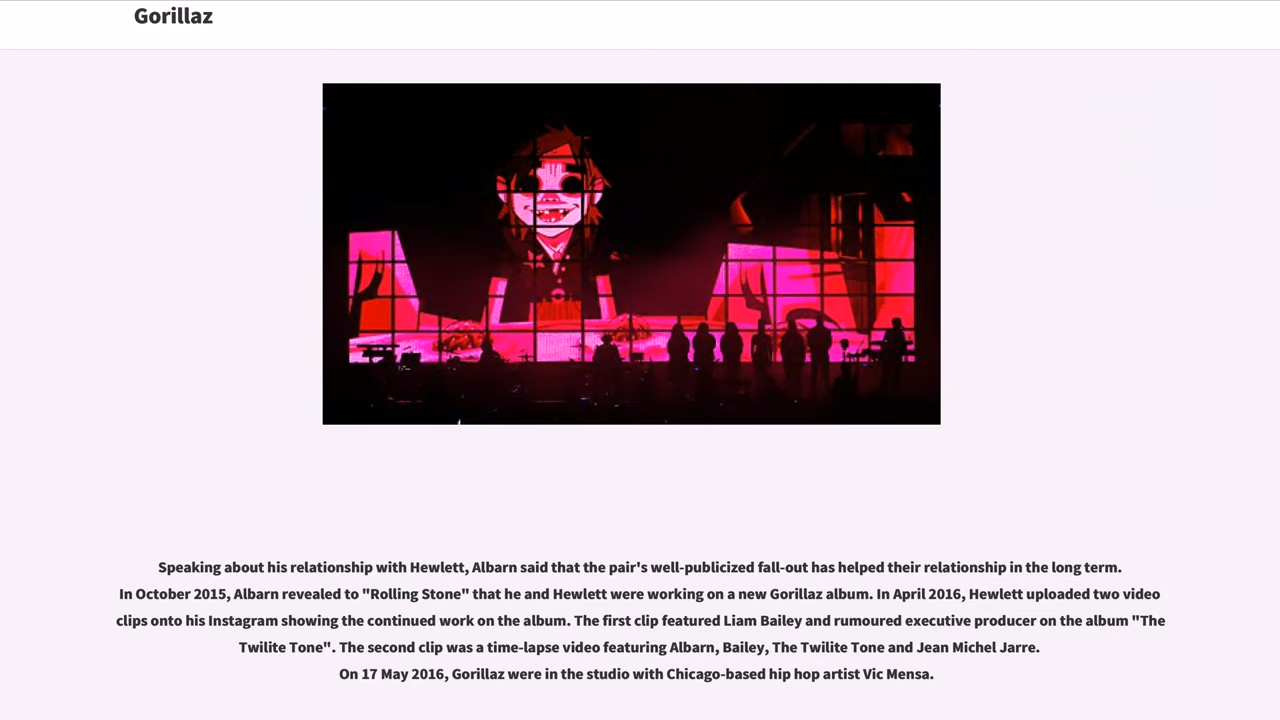 Gorillaz
Speaking about his relationship with Hewlett, Albarn said that the pair's well-publicized fall-out has helped their relationship in the long term.
In October 2015, Albarn revealed to "Rolling Stone" that he and Hewlett were working on a new Gorillaz album. In April 2016, Hewlett uploaded two video
clips onto his Instagram showing the continued work on the album. The first clip featured Liam Bailey and rumoured executive producer on the album "The
Twilite Tone". The second clip was a time-lapse video featuring Albarn, Bailey, The Twilite Tone and Jean Michel Jarre.
On 17 May 2016, Gorillaz were in the studio with Chicago-based hip hop artist Vic Mensa.